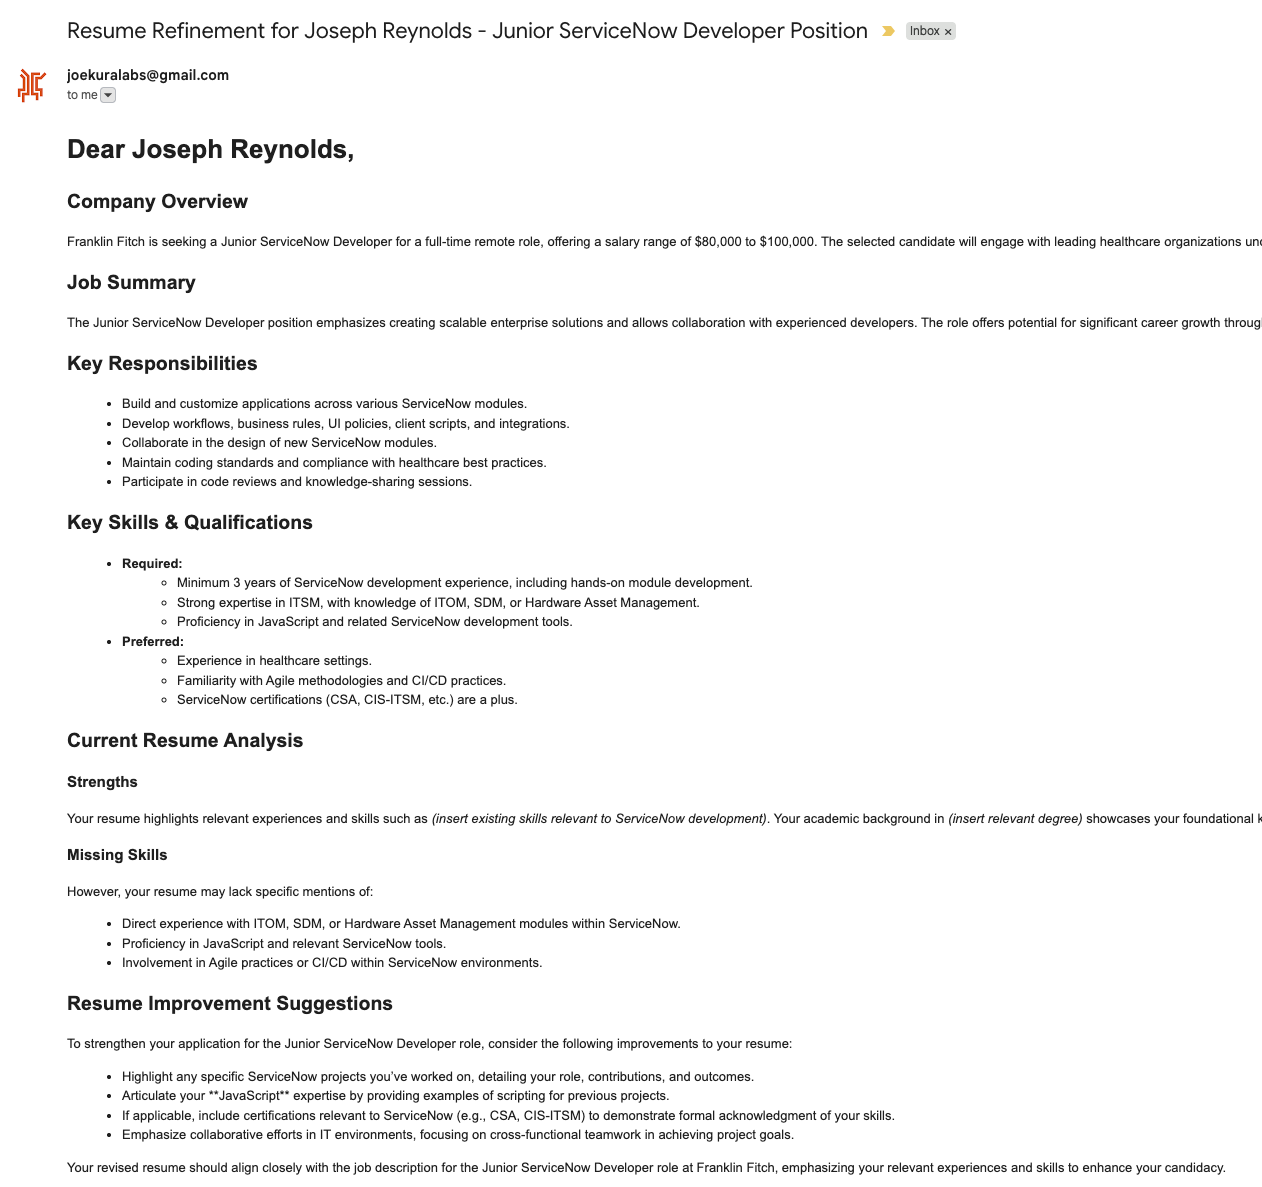 Resume Refinement for Joseph Reynolds - Junior ServiceNow Developer Position Inbox ×
joekuralabs@gmail.com
to me
Dear Joseph Reynolds,
Company Overview
Franklin Fitch is seeking a Junior ServiceNow Developer for a full-time remote role, offering a salary range of $80,000 to $100,000. The selected candidate will engage with leading healthcare organizations
Job Summary
The Junior ServiceNow Developer position emphasizes creating scalable enterprise solutions and allows collaboration with experienced developers. The role offers potential for significant career growth
Key Responsibilities
• Build and customize applications across various ServiceNow modules.
• Develop workflows, business rules, UI policies, client scripts, and integrations.
• Collaborate in the design of new ServiceNow modules.
• Maintain coding standards and compliance with healthcare best practices.
• Participate in code reviews and knowledge-sharing sessions.
Key Skills & Qualifications
• Required:
◦ Minimum 3 years of ServiceNow development experience, including hands-on module development.
◦ Strong expertise in ITSM, with knowledge of ITOM, SDM, or Hardware Asset Management.
◦ Proficiency in JavaScript and related ServiceNow development tools.
• Preferred:
◦ Experience in healthcare settings.
◦ Familiarity with Agile methodologies and CI/CD practices.
◦ ServiceNow certifications (CSA, CIS-ITSM, etc.) are a plus.
Current Resume Analysis
Strengths
Your resume highlights relevant experiences and skills such as (insert existing skills relevant to ServiceNow development). Your academic background in (insert relevant degree) showcases your foundational
Missing Skills
However, your resume may lack specific mentions of:
• Direct experience with ITOM, SDM, or Hardware Asset Management modules within ServiceNow.
• Proficiency in JavaScript and relevant ServiceNow tools.
• Involvement in Agile practices or CI/CD within ServiceNow environments.
Resume Improvement Suggestions
To strengthen your application for the Junior ServiceNow Developer role, consider the following improvements to your resume:
• Highlight any specific ServiceNow projects you've worked on, detailing your role, contributions, and outcomes.
• Articulate your **JavaScript** expertise by providing examples of scripting for previous projects.
• If applicable, include certifications relevant to ServiceNow (e.g., CSA, CIS-ITSM) to demonstrate formal acknowledgment of your skills.
• Emphasize collaborative efforts in IT environments, focusing on cross-functional teamwork in achieving project goals.
Your revised resume should align closely with the job description for the Junior ServiceNow Developer role at Franklin Fitch, emphasizing your relevant experiences and skills to enhance your candidacy.